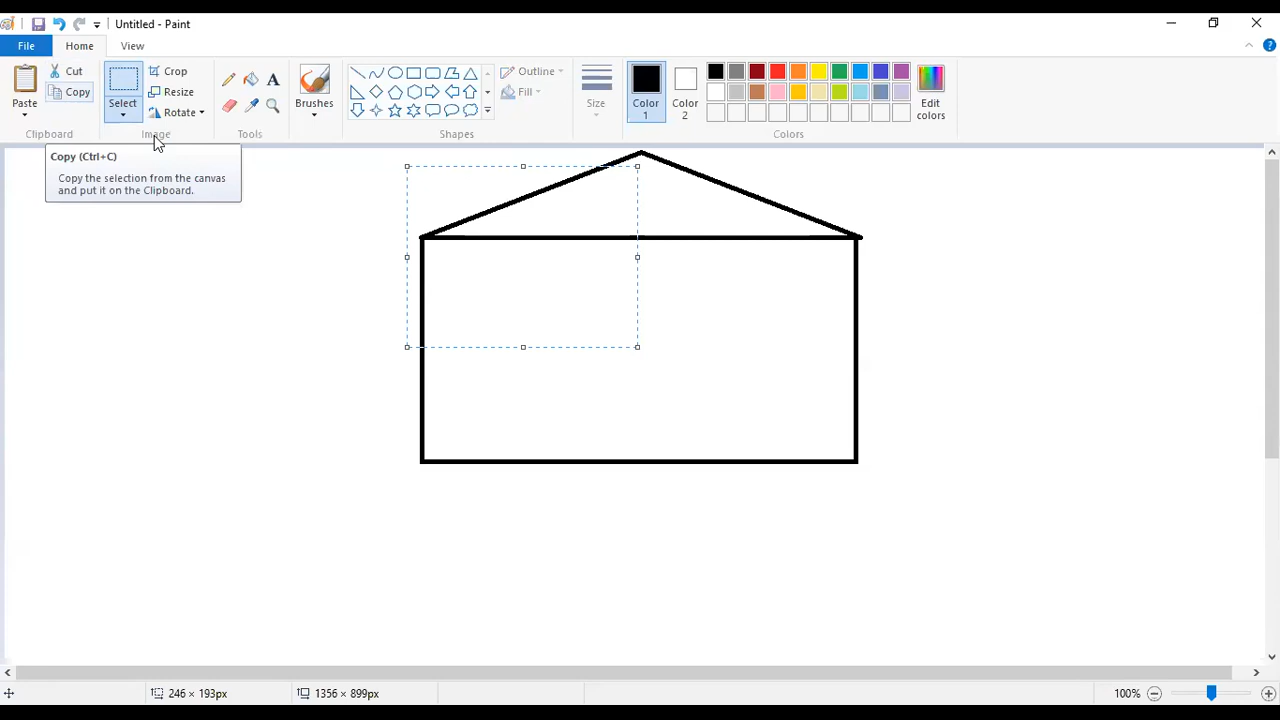 Untitled - Paint
File Home View
Paste
Cut
Copy
Clipboard
Select
Crop
Resize
Rotate
Image
A
Tools
Brushes
Shapes
Outline
Fill
Size
Color
1
Color
2
Edit
colors
Colors
Copy (Ctrl+C)
Copy the selection from the canvas
and put it on the Clipboard.
246 × 193px
1356 × 899px
100%